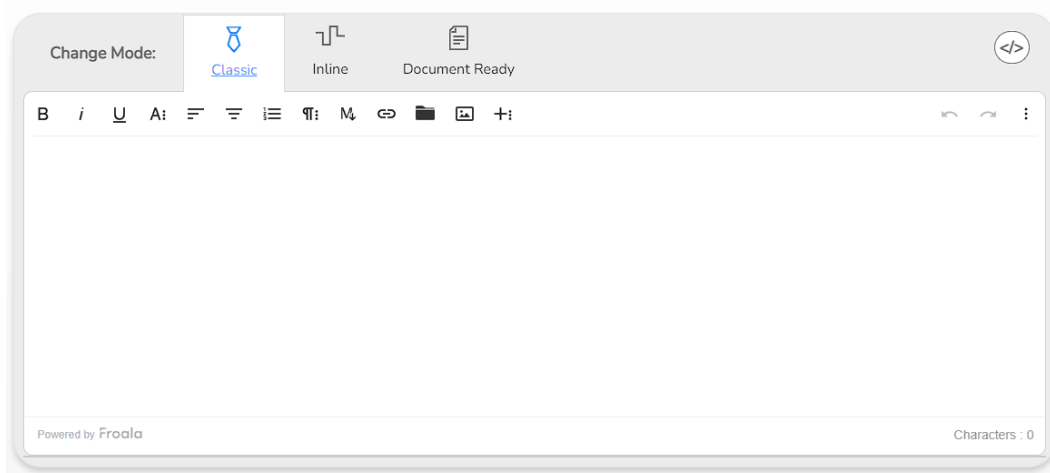 Change Mode:
Classic
Inline
Document Ready
</>
B i U A
Powered by Froala
Characters : 0